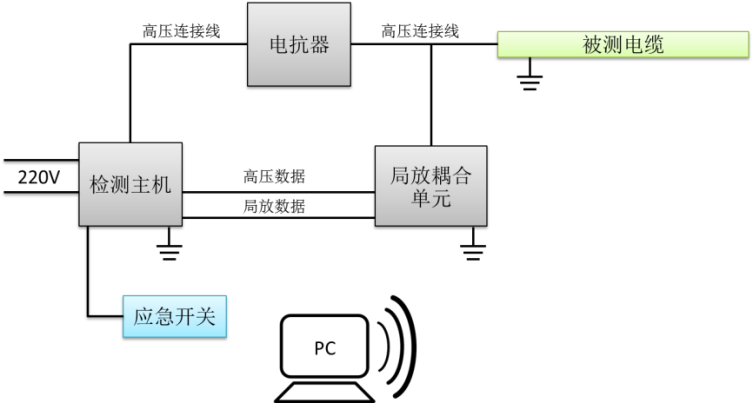 高压连接线
电抗器
高压连接线
被测电缆
220V
检测主机
高压数据
局放数据
局放耦合
单元
应急开关
PC